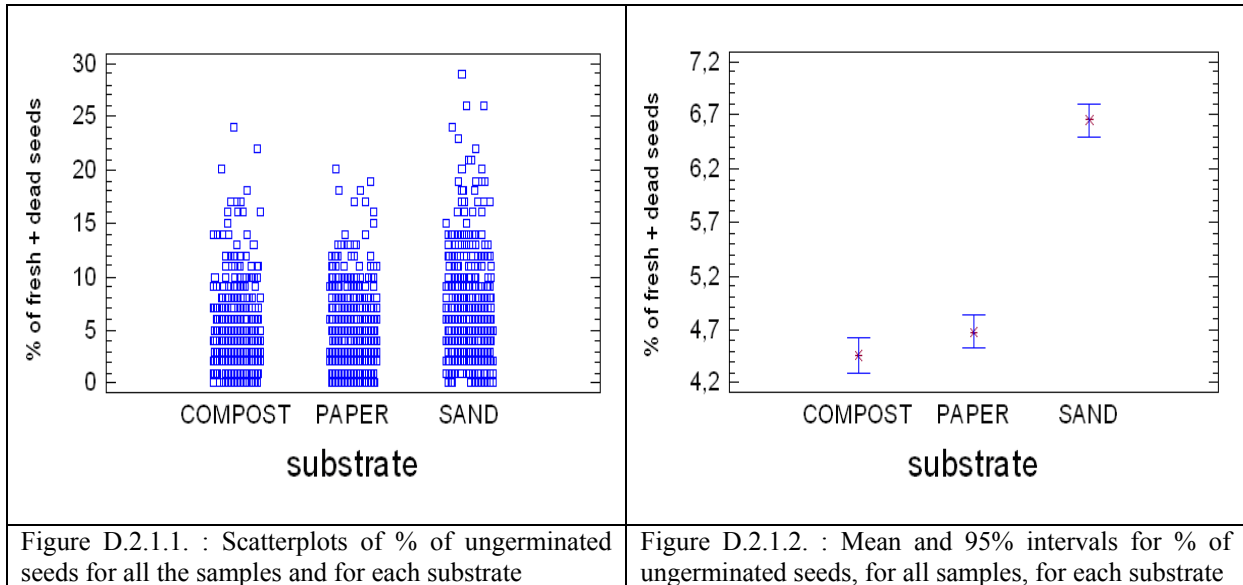 % of fresh + dead seeds
30
25
20
15
10
5
0
COMPOST PAPER SAND
substrate
Figure D.2.1.1. : Scatterplots of % of ungerminated
seeds for all the samples and for each substrate
% of fresh + dead seeds
7,2
6,7
6,2
5,7
5,2
4,7
4,2
COMPOST PAPER SAND
substrate
Figure D.2.1.2. : Mean and 95% intervals for % of
ungerminated seeds, for all samples, for each substrate